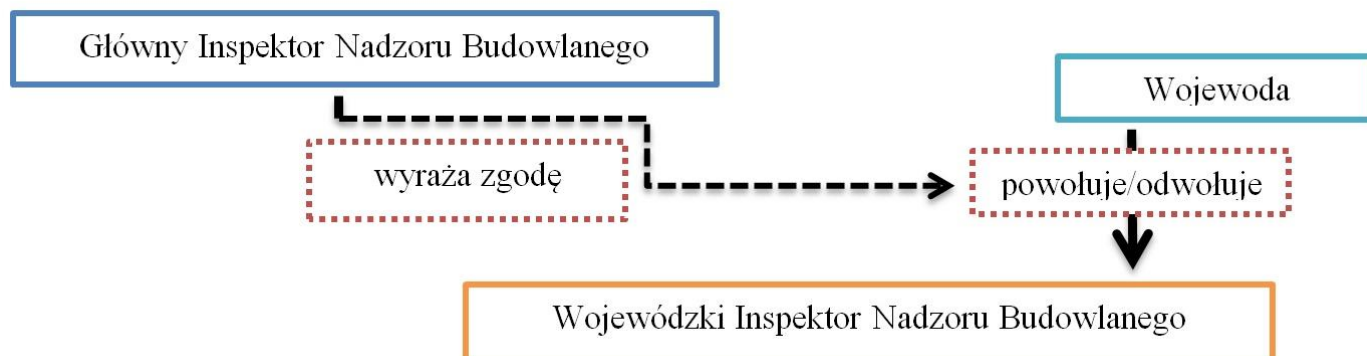 Główny Inspektor Nadzoru Budowlanego
Wojewoda
wyraża zgodę
powołuje/odwołuje
Wojewódzki Inspektor Nadzoru Budowlanego